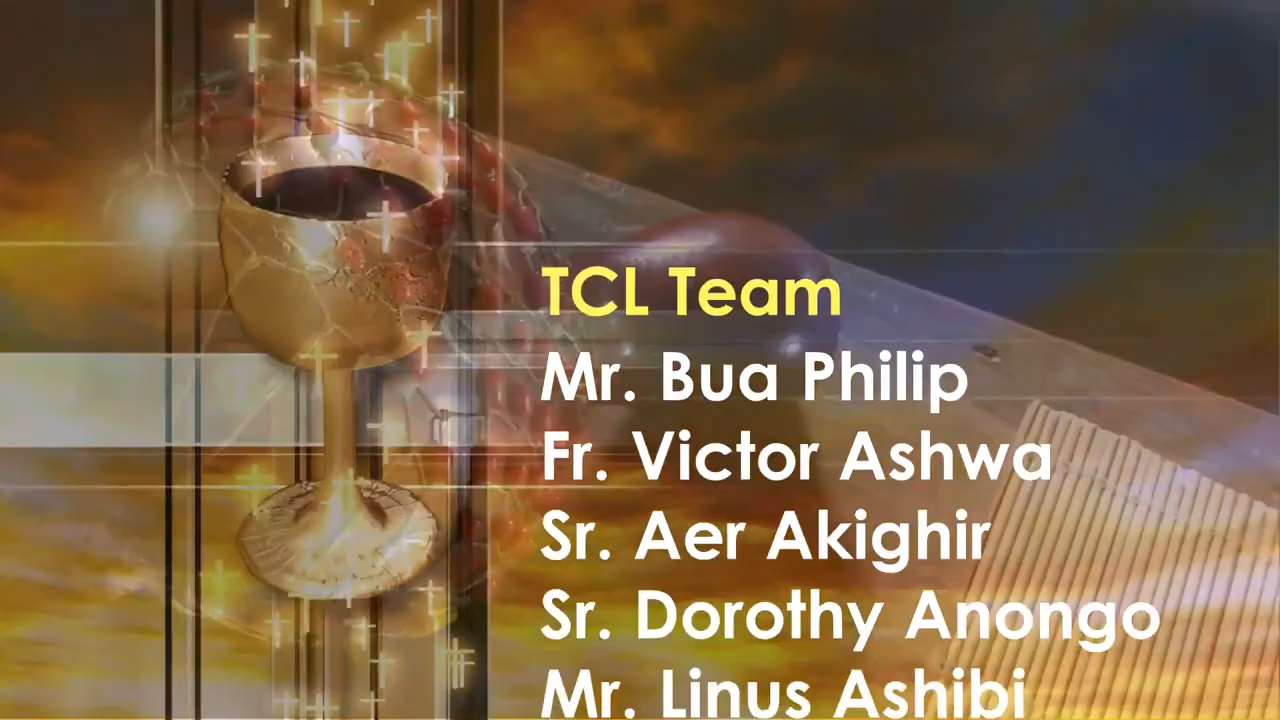 TCL Team
Mr. Bua Philip
Fr. Victor Ashwa
Sr. Aer Akighir
Sr. Dorothy Anongo
Mr. Linus Ashibi